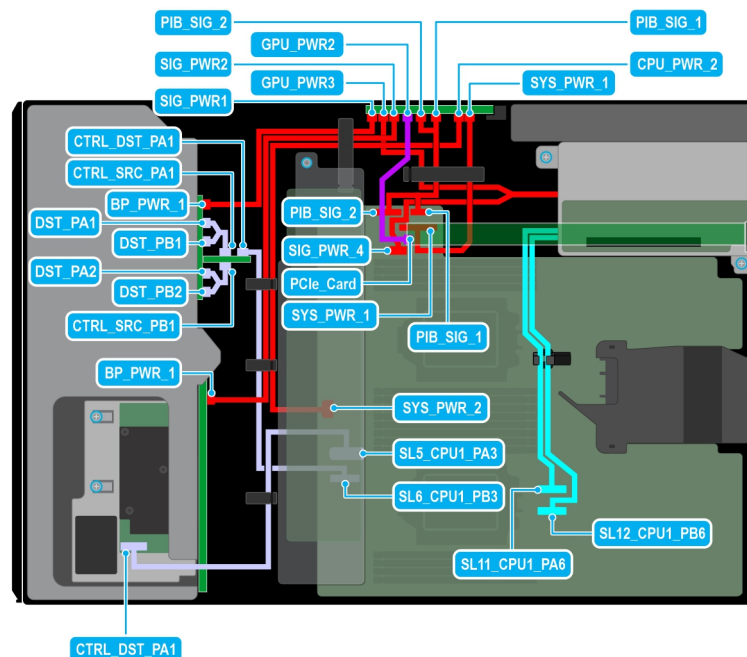 PIB_SIG_2
PIB_SIG_1
GPU_PWR2
SIG_PWR2
CPU_PWR_2
GPU_PWR3
SYS_PWR_1
SIG_PWR1
CTRL_DST_PA1
CTRL_SRC_PA1
BP_PWR_1
DST_PA1
PIB_SIG_2
DST_PB1
SIG_PWR_4
DST_PA2
PCIe_Card
DST_PB2
SYS_PWR_1
CTRL_SRC_PB1
PIB_SIG_1
BP_PWR_1
SYS_PWR_2
SL5_CPU1_PA3
SL6_CPU1_PB3
SL12_CPU1_PB6
SL11_CPU1_PA6
CTRL_DST_PA1